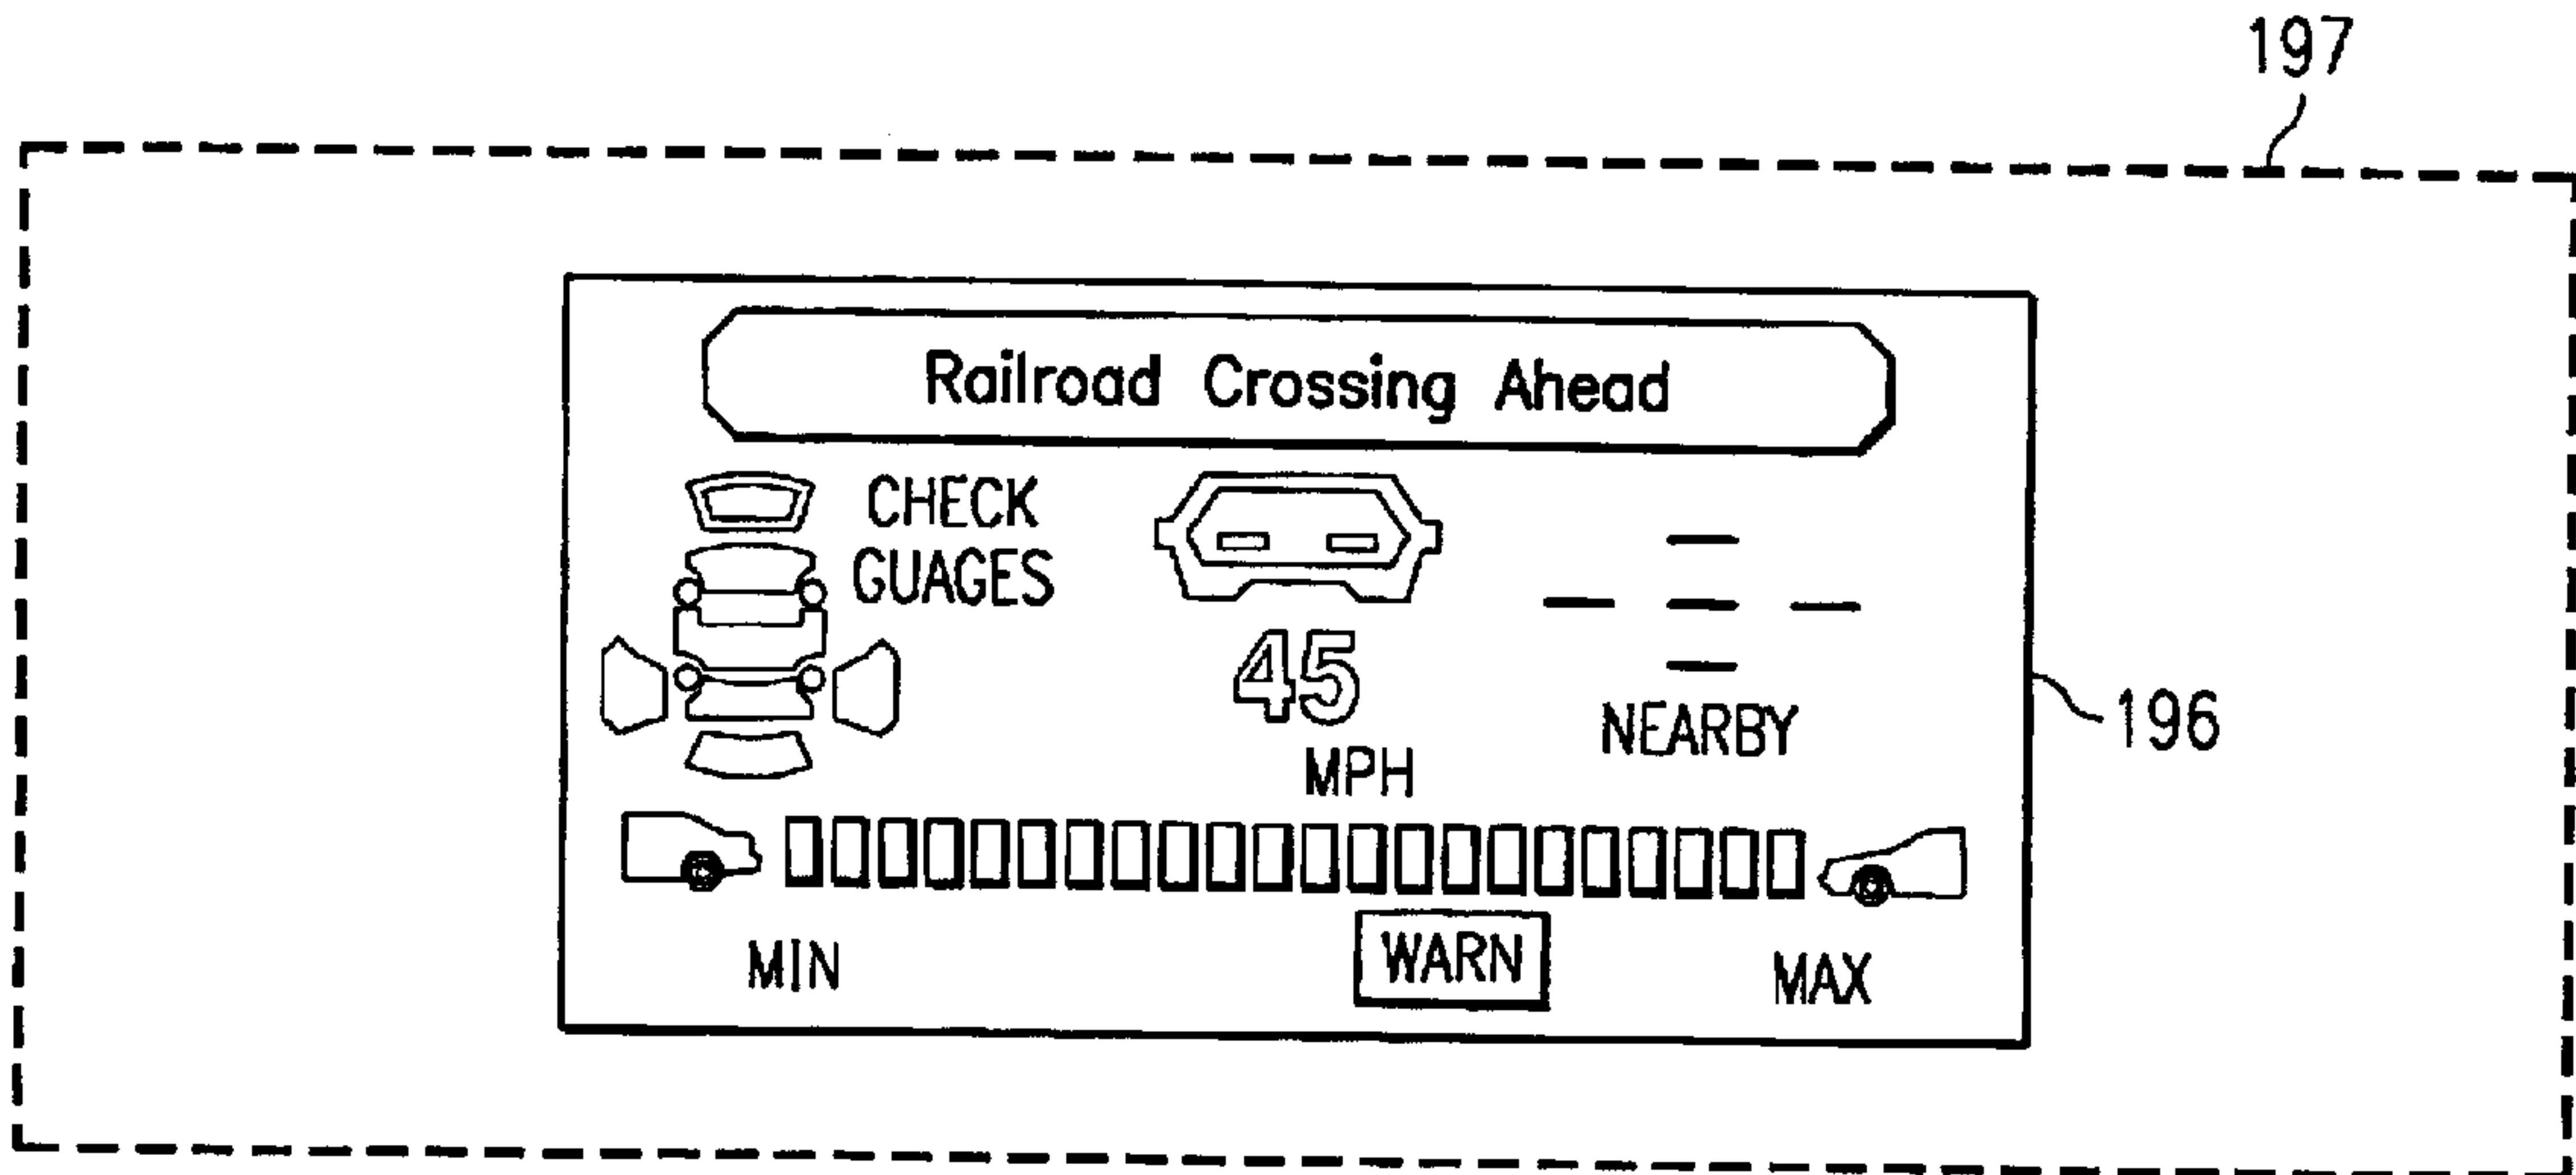 197
Railroad Crossing Ahead
CHECK
GUAGES
45
MPH
NEARBY
196
MIN
WARN
MAX